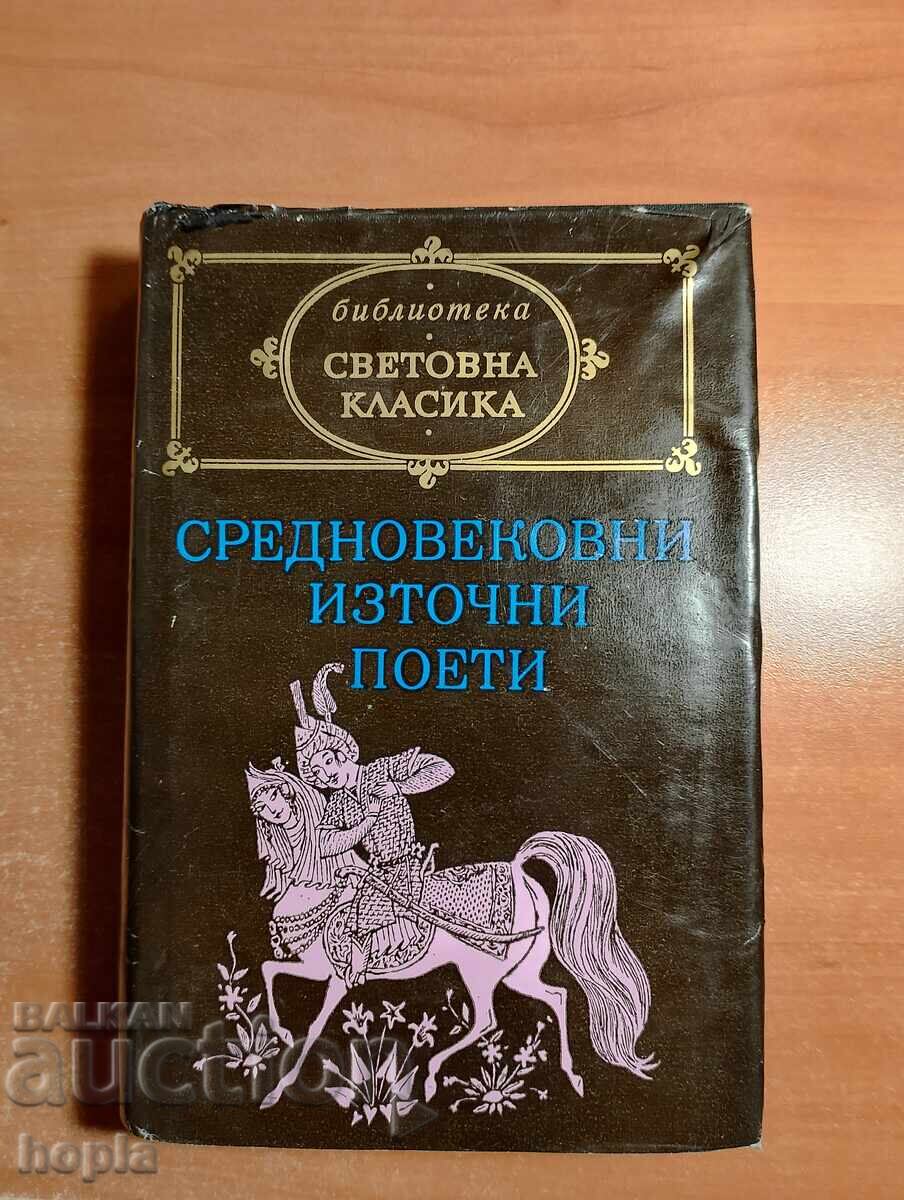 библиотека
СВЕТОВНА
КЛАСИКА
СРЕДНОВЕКОВНИ
ИЗТОЧНИ
ПОЕТИ
BALKAN
auction
hopla